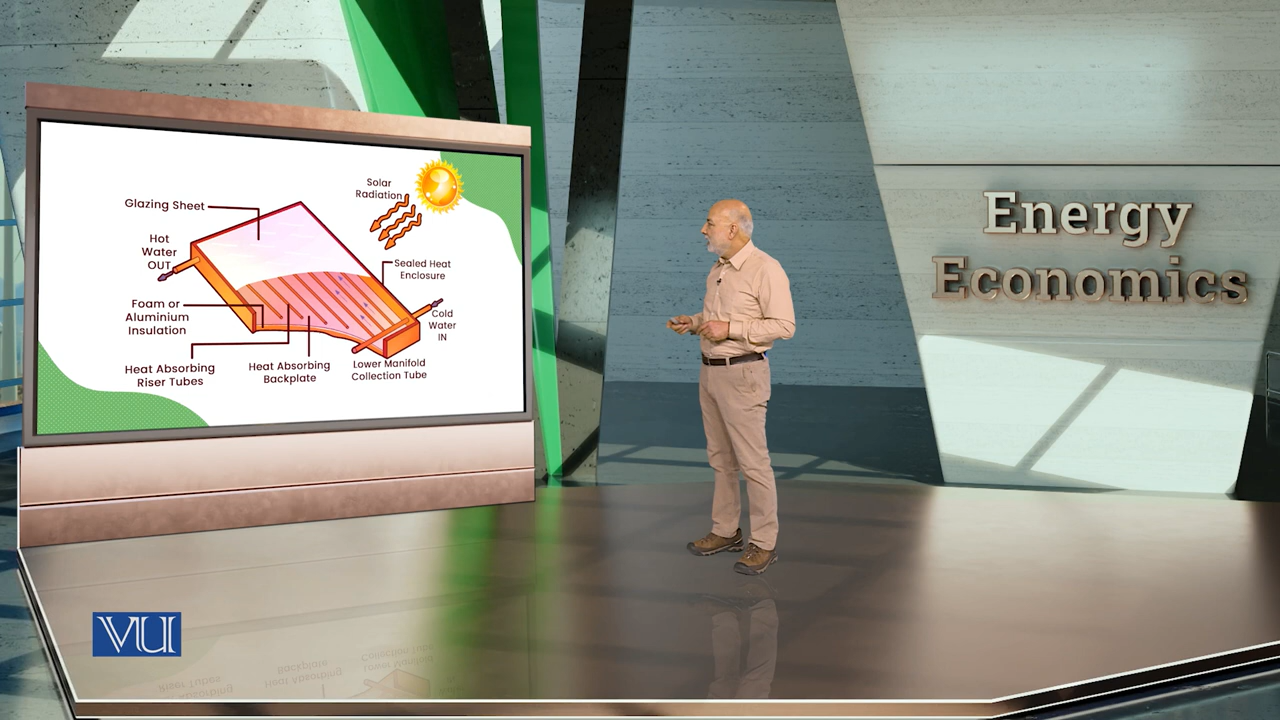 Solar
Radiation
Glazing Sheet
Hot
Water
OUT
Sealed Heat
Enclosure
Foam or
Aluminium
Insulation
Cold
Water
IN
Heat Absorbing
Riser Tubes
Heat Absorbing
Backplate
Lower Manifold
Collection Tube
Energy
Economics
VU